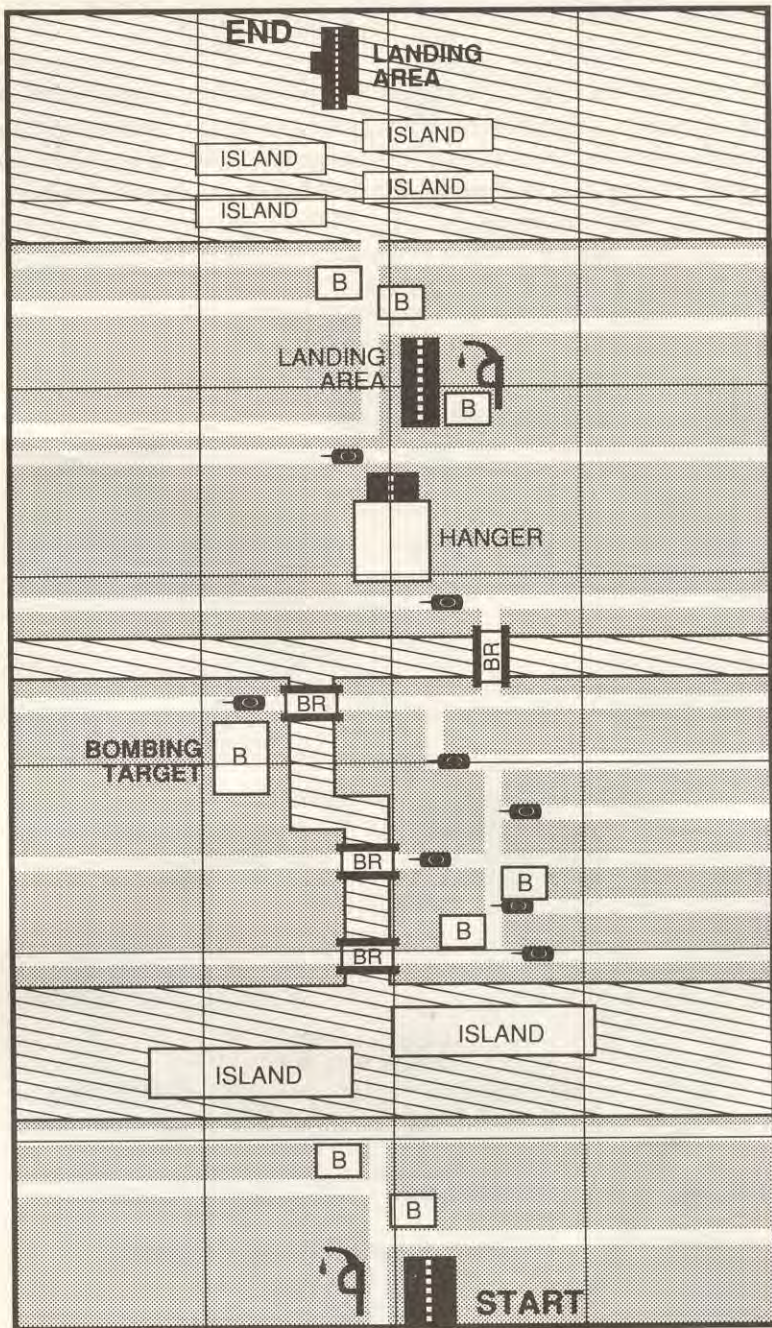 END
LANDING
AREA
ISLAND
ISLAND
ISLAND
ISLAND
B
B
LANDING
AREA
B
HANGER
BR
BR
BOMBING
TARGET
B
BR
B
B
BR
ISLAND
ISLAND
B
B
START